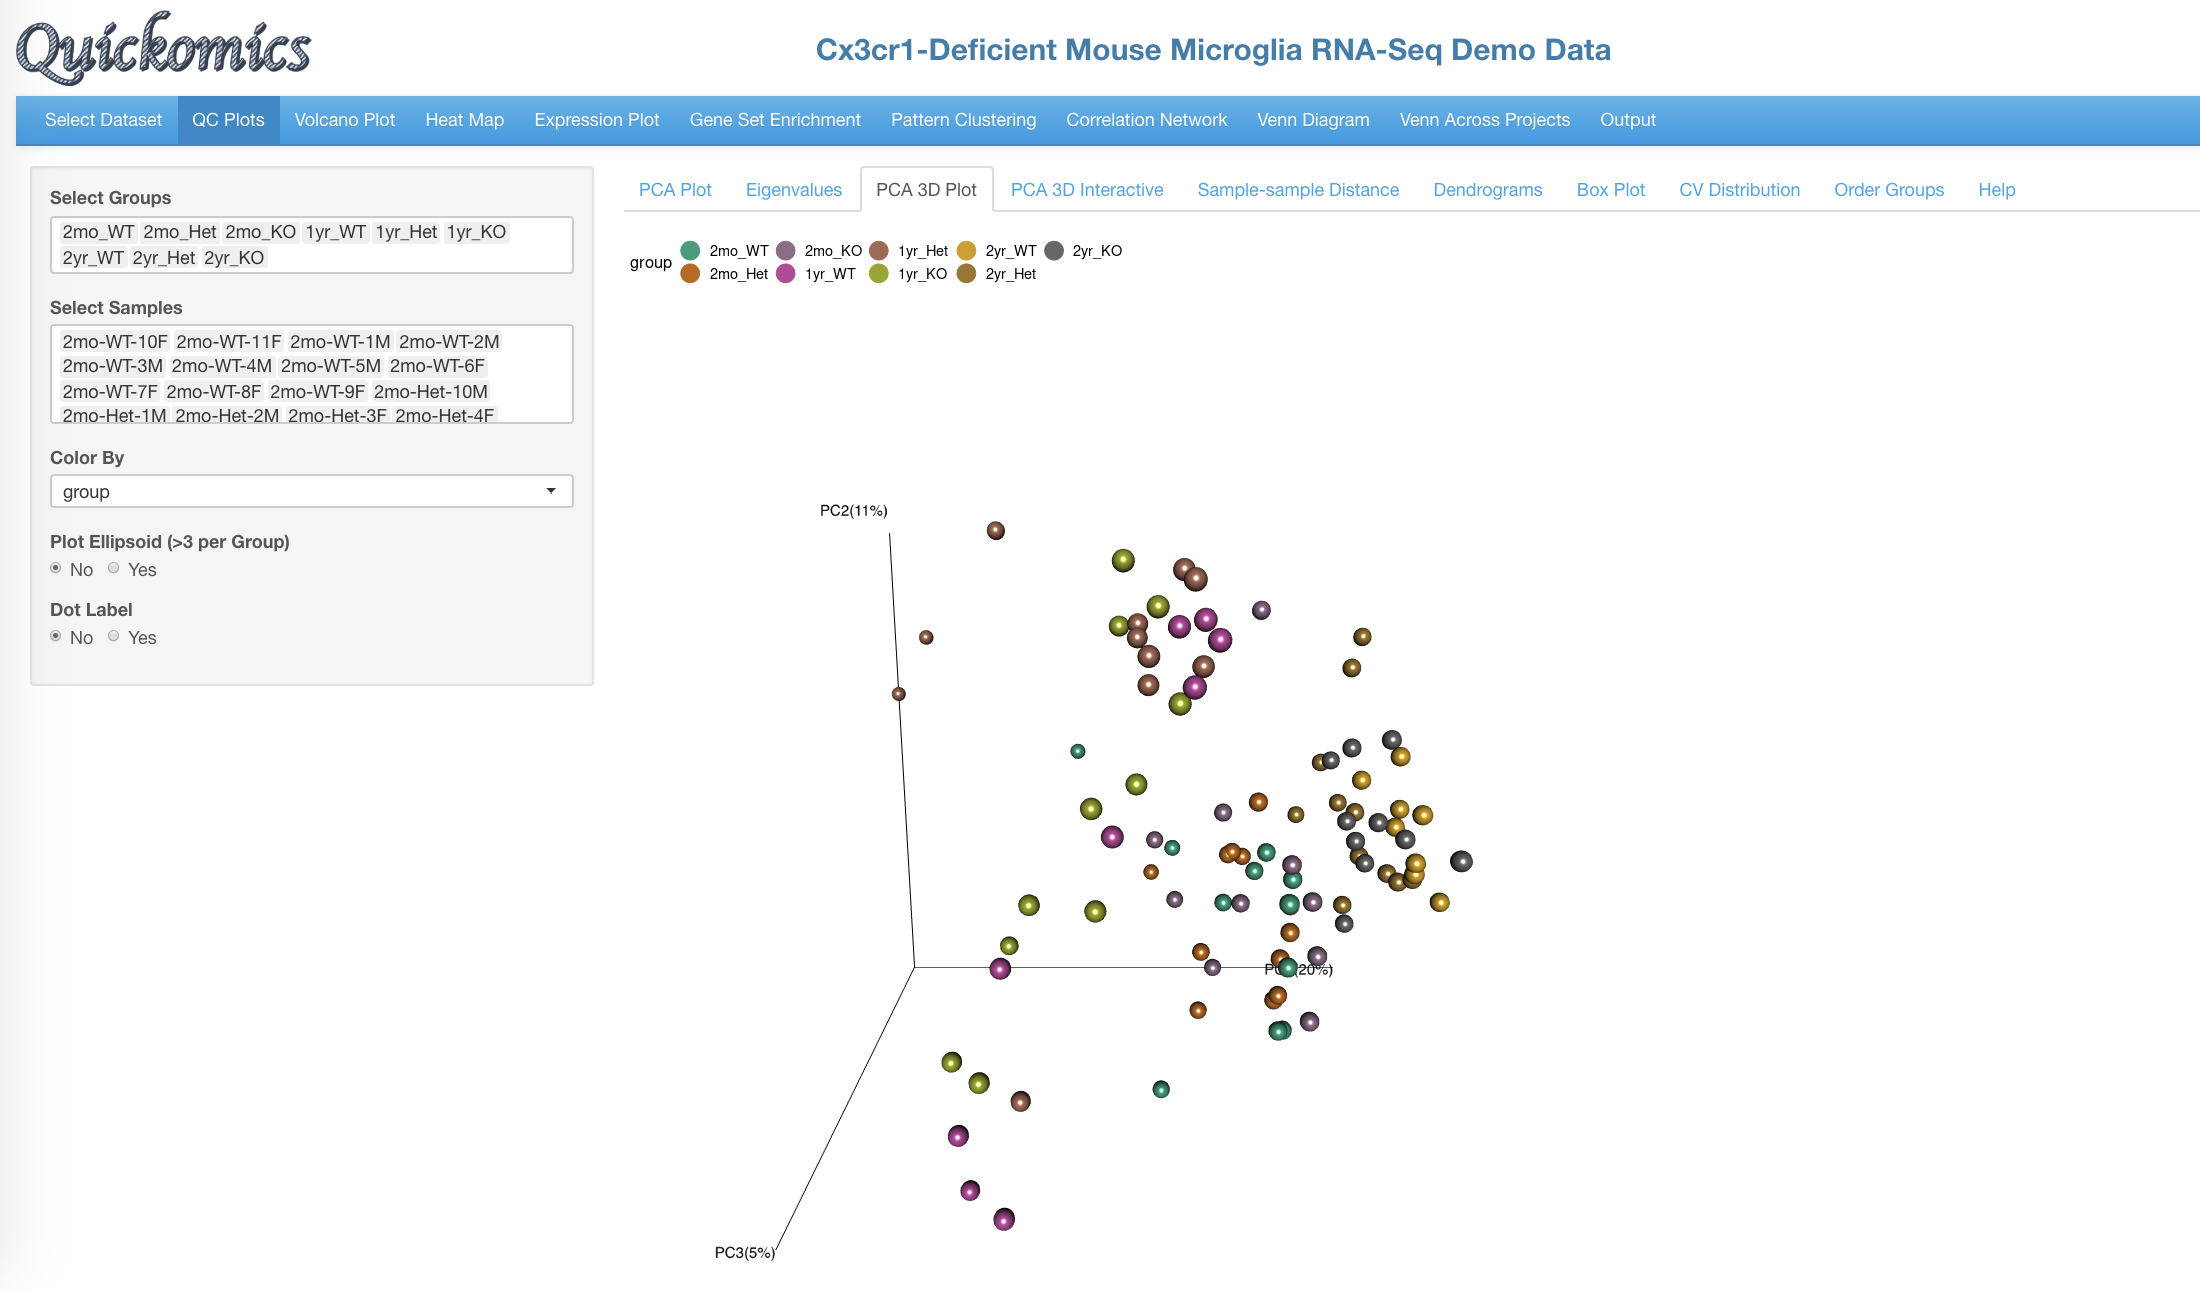 Quickomics
Cx3cr1-Deficient Mouse Microglia RNA-Seq Demo Data
Select Dataset QC Plots Volcano Plot Heat Map Expression Plot Gene Set Enrichment Pattern Clustering Correlation Network Venn Diagram Venn Across Projects Output
Select Groups
2mo_WT 2mo_Het 2mo_KO 1yr_WT 1yr_Het 1yr_KO
2yr_WT 2yr_Het 2yr_KO
Select Samples
2mo-WT-10F 2mo-WT-11F 2mo-WT-1M 2mo-WT-2M
2mo-WT-3M 2mo-WT-4M 2mo-WT-5M 2mo-WT-6F
2mo-WT-7F 2mo-WT-8F 2mo-WT-9F 2mo-Het-10M
2mo-Het-1M 2mo-Het-2M 2mo-Het-3F 2mo-Het-4F
Color By
group
Plot Ellipsoid (>3 per Group)
No Yes
Dot Label
No Yes
PCA Plot Eigenvalues PCA 3D Plot PCA 3D Interactive Sample-sample Distance Dendrograms Box Plot CV Distribution Order Groups Help
group
2mo_WT 2mo_KO 1yr_Het 2yr_WT 2yr_KO
2mo_Het 1yr_WT 1yr_KO 2yr_Het
PC2(11%)
(20%)
PC3(5%)